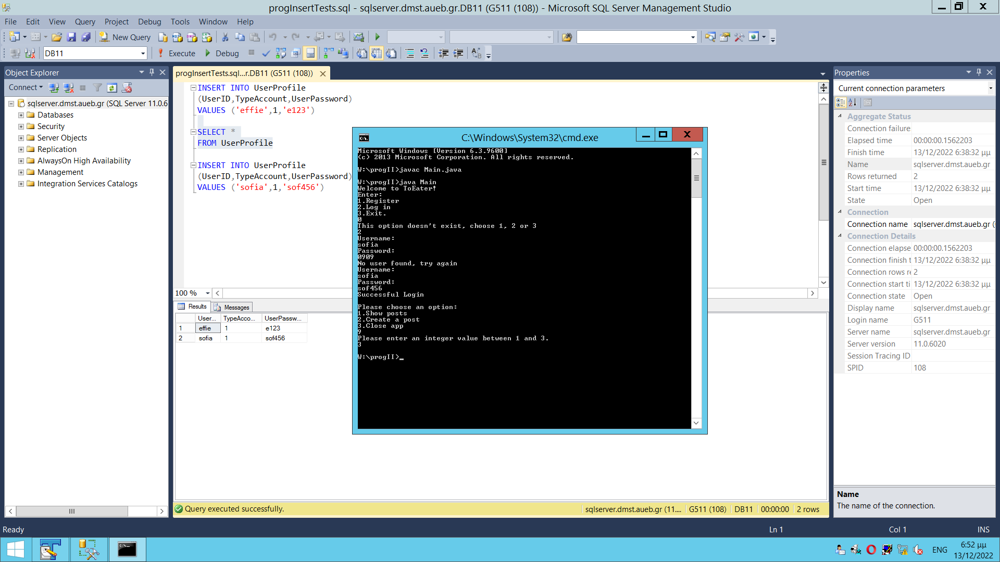 progInsertTests.sql - sqlserver.dmst.aueb.gr.DB11 (G511 (108)) - Microsoft SQL Server Management Studio
File Edit View Query Project Debug Tools Window Help
New Query
DB11 Execute Debug
Object Explorer
Connect
sqlserver.dmst.aueb.gr (SQL Server 11.0.6
Databases
Security
Server Objects
Replication
AlwaysOn High Availability
Management
Integration Services Catalogs
progInsertTests.sql...r.DB11 (G511 (108))
INSERT INTO UserProfile
(UserID,TypeAccount,UserPassword)
VALUES ('effie',1,'e123')
SELECT *
FROM UserProfile
INSERT INTO UserProfile
(UserID,TypeAccount,UserPassword)
VALUES ('sofia',1,'sof456')
100 %
Results Messages
User... TypeAcco... UserPassw...
1 effie 1 e123
2 sofia 1 sof456
Query executed successfully.
sqlserver.dmst.aueb.gr (11.... G511 (108) DB11 00:00:00 2 rows
C:\Windows\System32\cmd.exe
Microsoft Windows [Version 6.3.9600]
(c) 2013 Microsoft Corporation. All rights reserved.
W:\progII>javac Main.java
W:\progII>java Main
Welcome to ToEater!
Enter:
1.Register
2.Log in
3.Exit.
0
This option doesn't exist, choose 1, 2 or 3
2
Username:
sofia
Password:
0909
No user found, try again
Username:
sofia
Password:
sof456
Successful Login
Please choose an option:
1.Show posts
2.Create a post
3.Close app
9
Please enter an integer value between 1 and 3.
3
W:\progII>_
Properties
Current connection parameters
Aggregate Status
Connection failure
Elapsed time 00:00:00.1562203
Finish time 13/12/2022 6:38:32 μμ
Name sqlserver.dmst.aueb.gr
Rows returned 2
Start time 13/12/2022 6:38:32 μμ
State Open
Connection
Connection name sqlserver.dmst.aueb.gr (
Connection Details
Connection elapse 00:00:00.1562203
Connection finish t 13/12/2022 6:38:32 μμ
Connection rows re 2
Connection start ti 13/12/2022 6:38:32 μμ
Connection state Open
Display name sqlserver.dmst.aueb.gr
Login name G511
Server name sqlserver.dmst.aueb.gr
Server version 11.0.6020
Session Tracing ID
SPID 108
Name
The name of the connection.
Ready Ln 1 Col 1 INS
ENG 6:52 μμ
13/12/2022